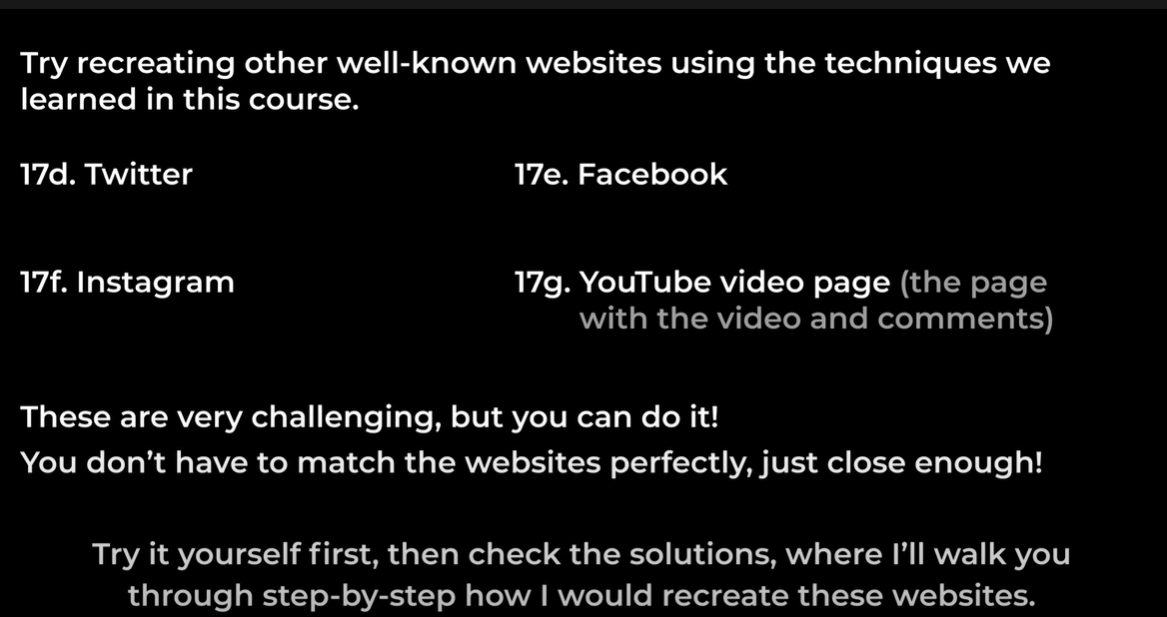 Try recreating other well-known websites using the techniques we
learned in this course.
17d. Twitter
17e. Facebook
17f. Instagram
17g. YouTube video page (the page
with the video and comments)
These are very challenging, but you can do it!
You don’t have to match the websites perfectly, just close enough!
Try it yourself first, then check the solutions, where I’ll walk you
through step-by-step how I would recreate these websites.